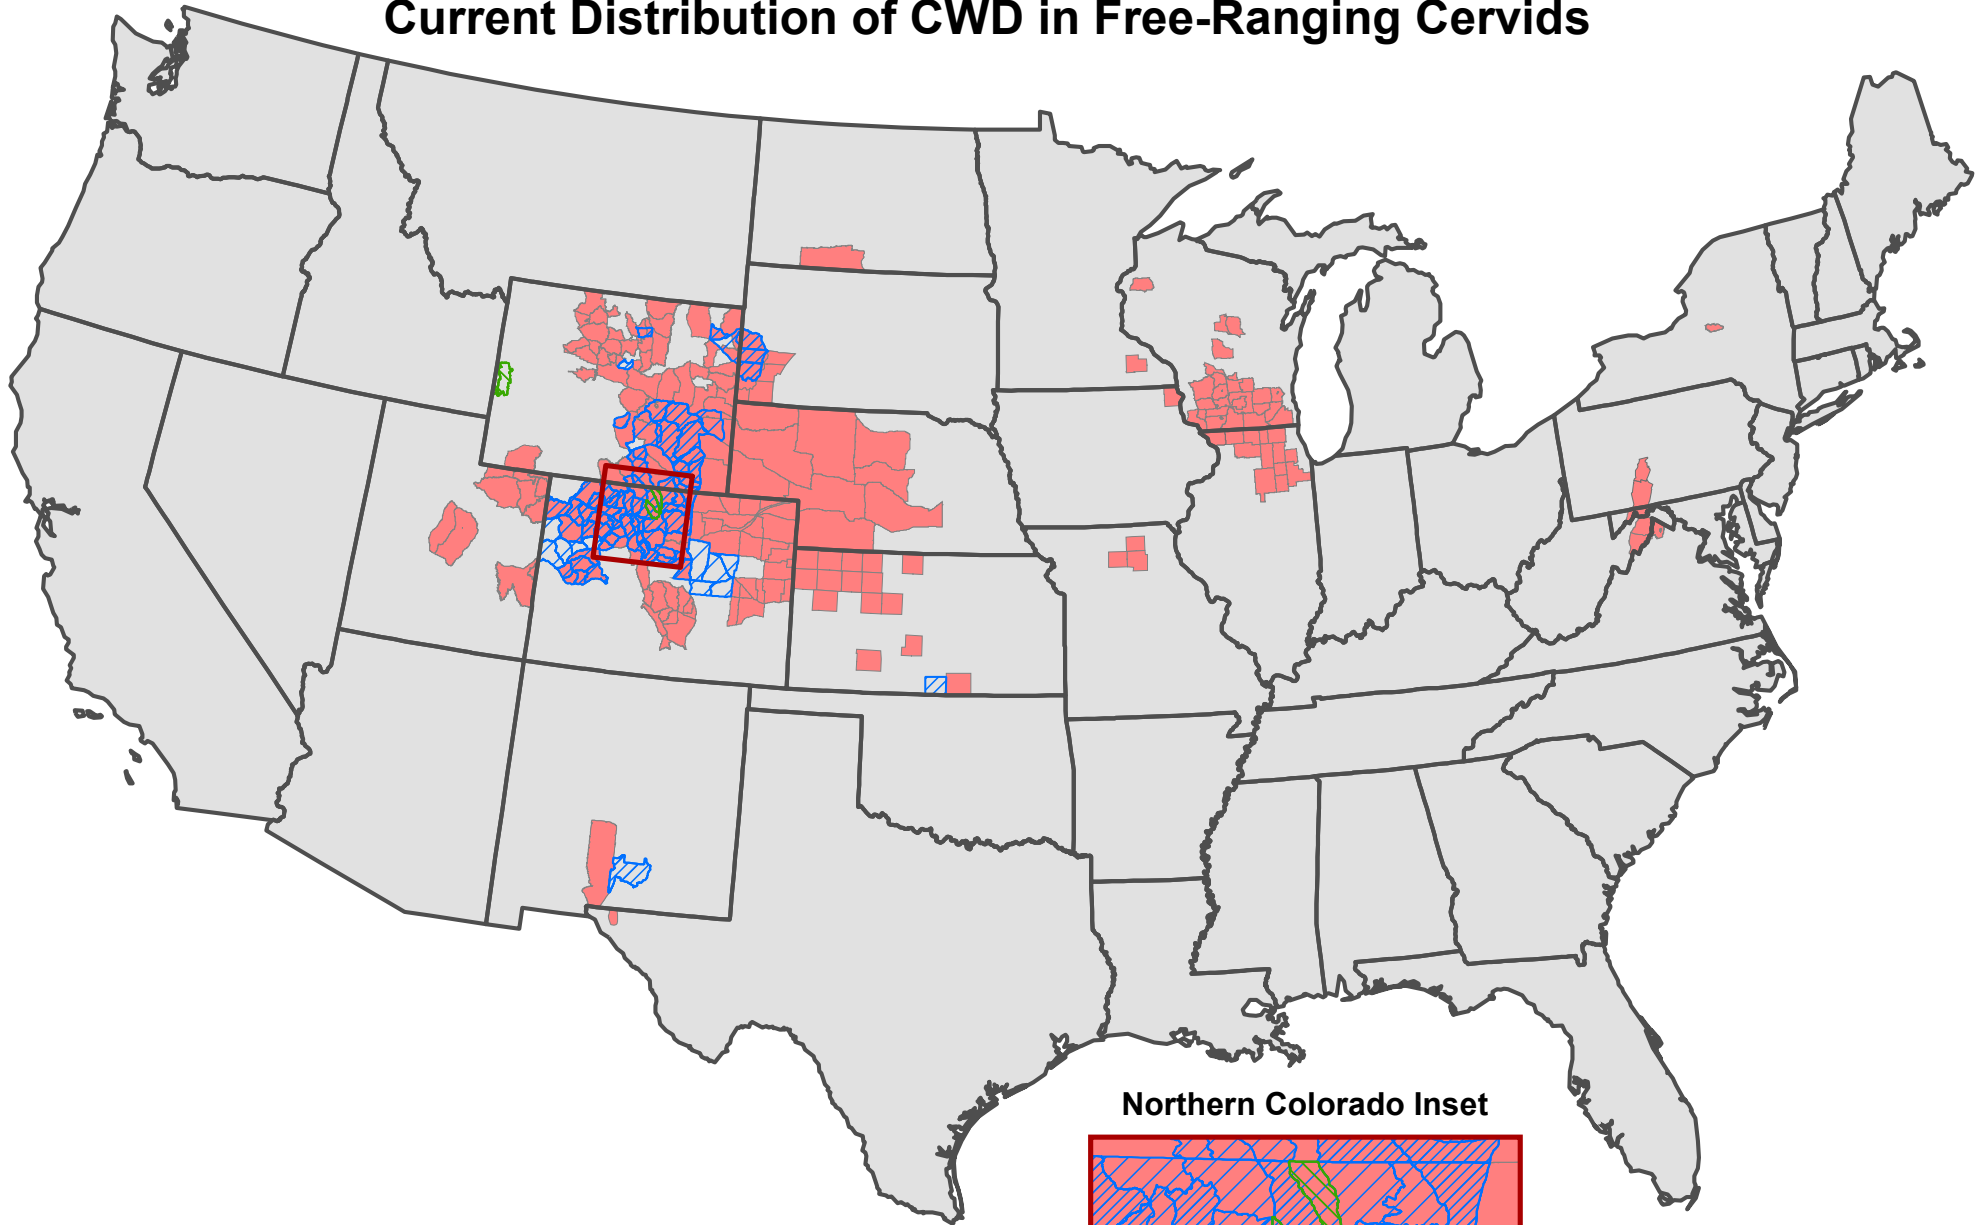 Current Distribution of CWD in Free-Ranging Cervids
Northern Colorado Inset